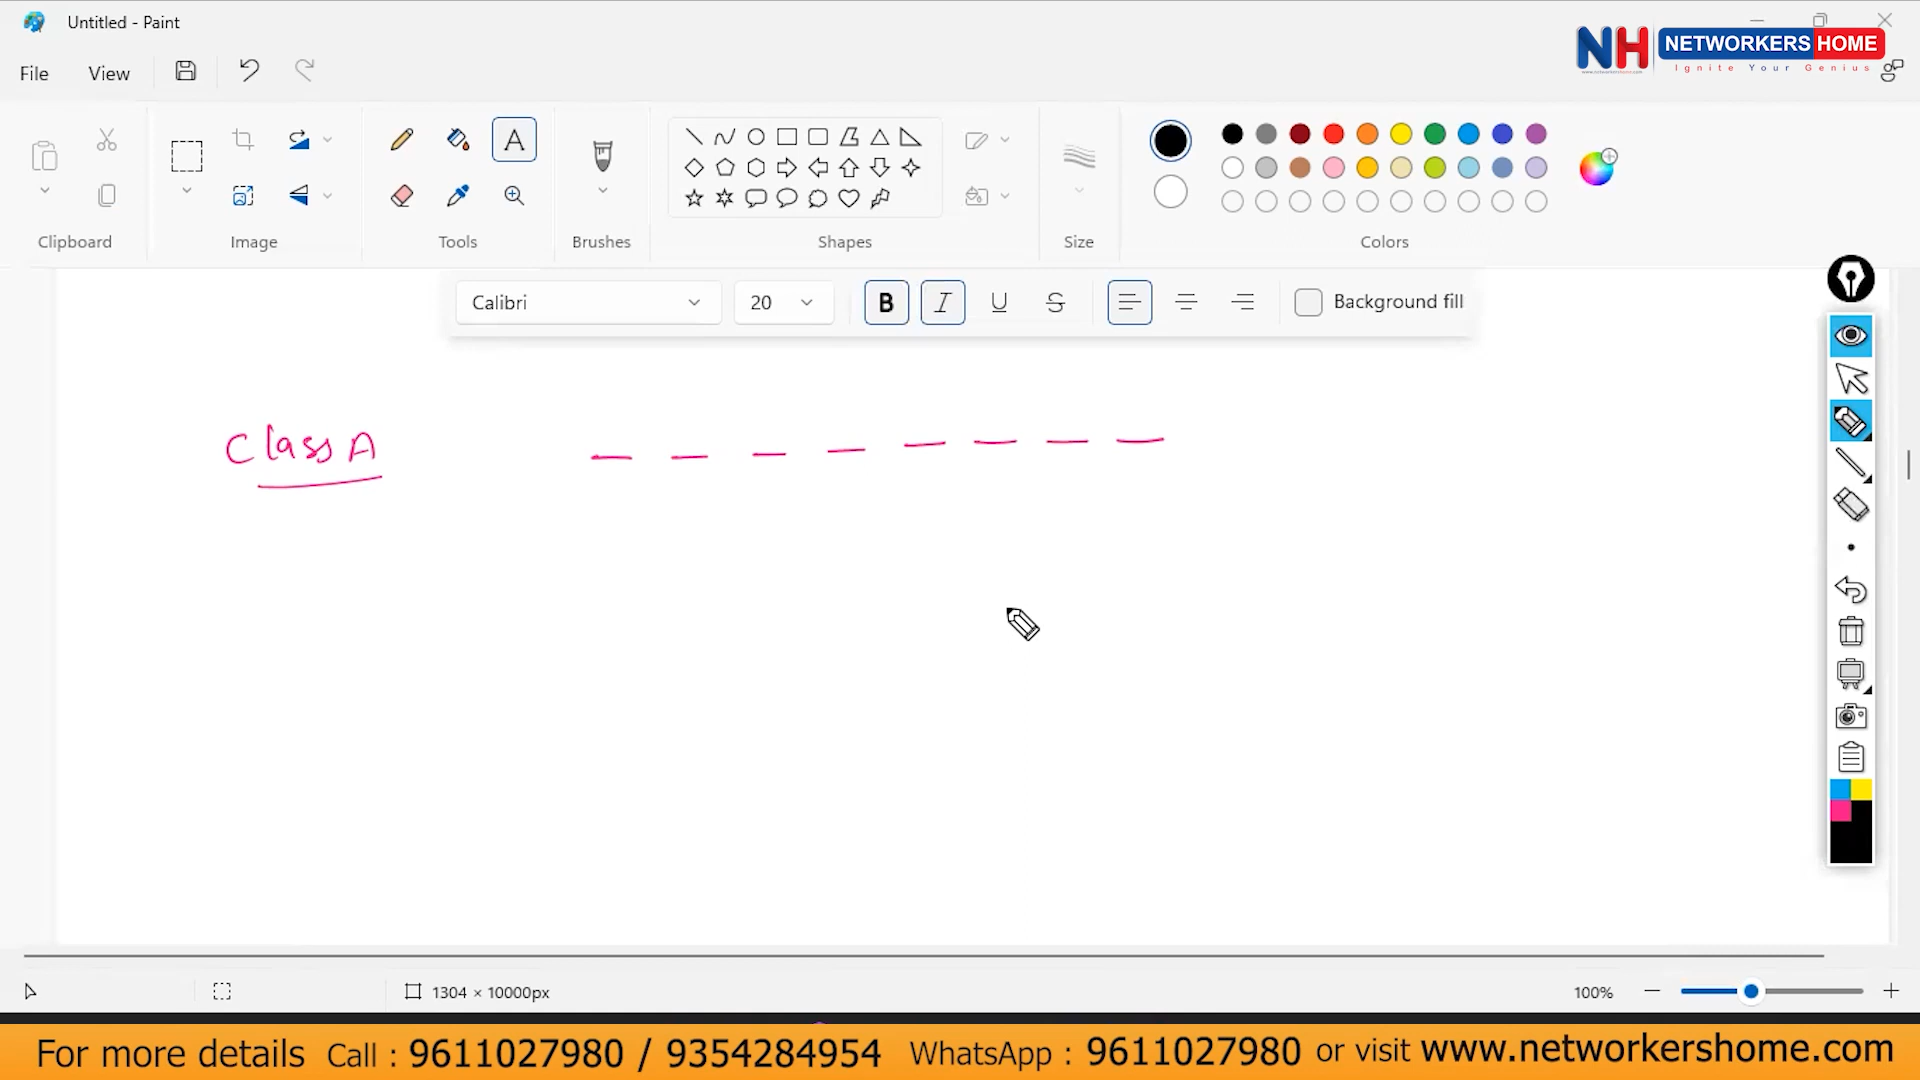 Untitled - Paint
NH NETWORKERS HOME
Ignite Your Genius
File View
A
Clipboard Image Tools Brushes Shapes Size Colors
Calibri 20 B I U S Background fill
Class A
1304 × 10000px 100%
For more details Call : 9611027980 / 9354284954 WhatsApp : 9611027980 or visit www.networkershome.com